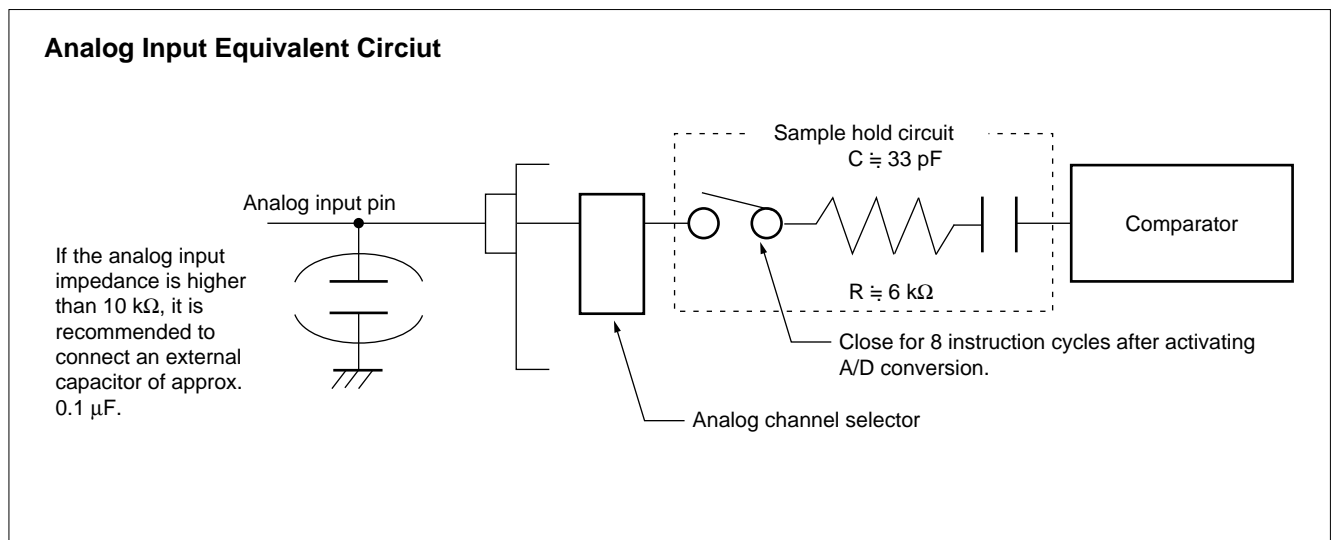 Analog Input Equivalent Circiut
Sample hold circuit
C ≒ 33 pF
Analog input pin
Comparator
If the analog input
impedance is higher
than 10 kΩ, it is
recommended to
connect an external
capacitor of approx.
0.1 μF.
R ≒ 6 kΩ
Close for 8 instruction cycles after activating
A/D conversion.
Analog channel selector